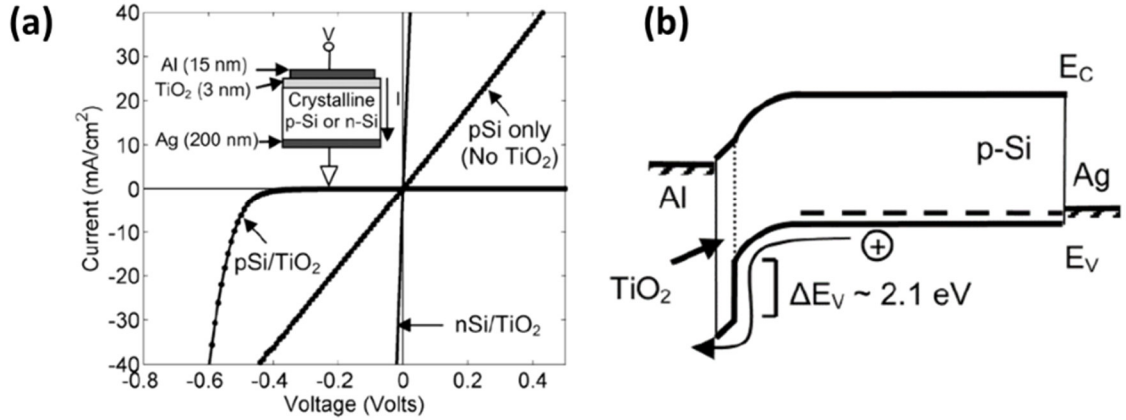 (a)
40
30
20
10
0
-10
-20
-30
-40
Current (mA/cm²)
V
Al (15 nm)
TiO₂ (3 nm)
Crystalline
p-Si or n-Si
Ag (200 nm)
I
pSi only
(No TiO₂)
pSi/TiO₂
nSi/TiO₂
-0.8 -0.6 -0.4 -0.2 0 0.2 0.4
Voltage (Volts)
(b)
E_C
p-Si
Al
Ag
+
TiO₂
E_V
ΔE_V ~ 2.1 eV